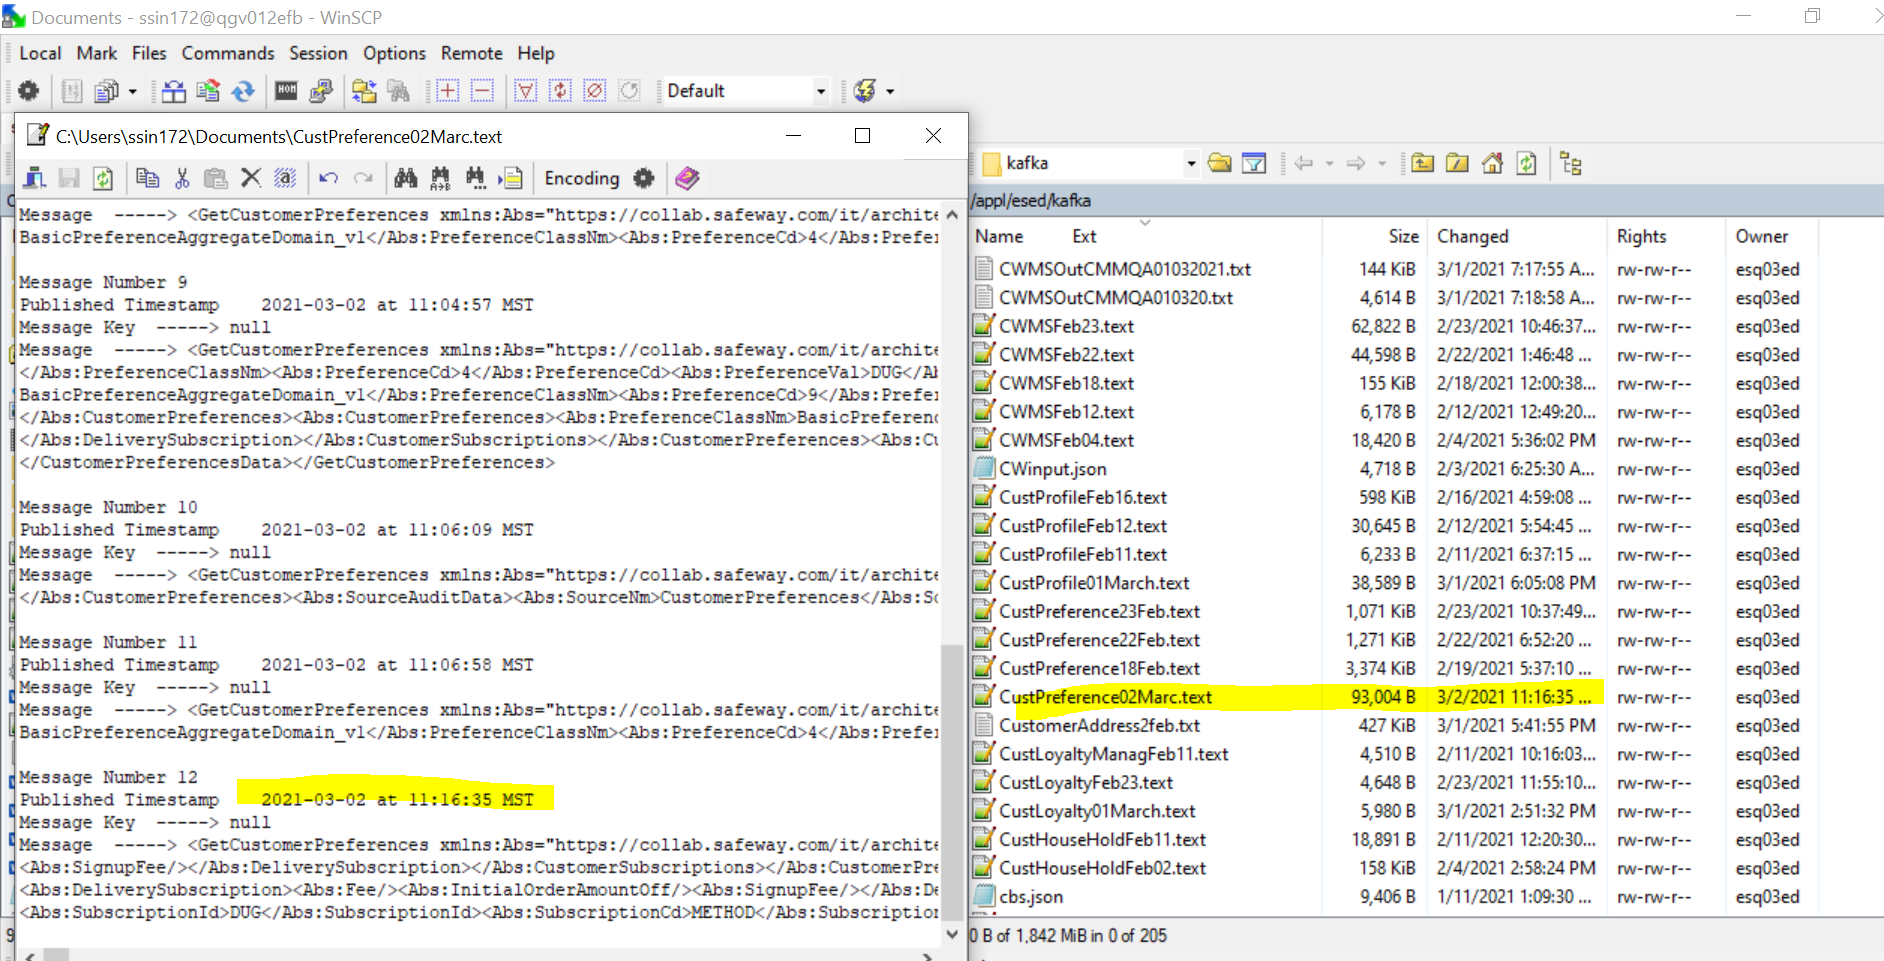 Documents - ssin172@qgv012efb - WinSCP
Local Mark Files Commands Session Options Remote Help
Default
C:\Users\ssin172\Documents\CustPreference02Marc.text
Encoding
Message -----> <GetCustomerPreferences xmlns:Abs="https://collab.safeway.com/it/archite
BasicPreferenceAggregateDomain_v1</Abs:PreferenceClassNm><Abs:PreferenceCd>4</Abs:Prefer
Message Number 9
Published Timestamp 2021-03-02 at 11:04:57 MST
Message Key -----> null
Message -----> <GetCustomerPreferences xmlns:Abs="https://collab.safeway.com/it/archite
</Abs:PreferenceClassNm><Abs:PreferenceCd>4</Abs:PreferenceCd><Abs:PreferenceVal>DUG</Ab
BasicPreferenceAggregateDomain_v1</Abs:PreferenceClassNm><Abs:PreferenceCd>9</Abs:Prefer
</Abs:CustomerPreferences><Abs:CustomerPreferences><Abs:PreferenceClassNm>BasicPreferenc
</Abs:DeliverySubscription></Abs:CustomerSubscriptions></Abs:CustomerPreferences><Abs:Cu
</CustomerPreferencesData></GetCustomerPreferences>
Message Number 10
Published Timestamp 2021-03-02 at 11:06:09 MST
Message Key -----> null
Message -----> <GetCustomerPreferences xmlns:Abs="https://collab.safeway.com/it/archite
</Abs:CustomerPreferences><Abs:SourceAuditData><Abs:SourceNm>CustomerPreferences</Abs:So
Message Number 11
Published Timestamp 2021-03-02 at 11:06:58 MST
Message Key -----> null
Message -----> <GetCustomerPreferences xmlns:Abs="https://collab.safeway.com/it/archite
BasicPreferenceAggregateDomain_v1</Abs:PreferenceClassNm><Abs:PreferenceCd>4</Abs:Prefer
Message Number 12
Published Timestamp 2021-03-02 at 11:16:35 MST
Message Key -----> null
Message -----> <GetCustomerPreferences xmlns:Abs="https://collab.safeway.com/it/archite
<Abs:SignupFee/></Abs:DeliverySubscription></Abs:CustomerSubscriptions></Abs:CustomerPre
<Abs:DeliverySubscription><Abs:Fee/><Abs:InitialOrderAmountOff/><Abs:SignupFee/></Abs:De
<Abs:SubscriptionId>DUG</Abs:SubscriptionId><Abs:SubscriptionCd>METHOD</Abs:Subscription
kafka
/appl/esed/kafka
Name Ext Size Changed Rights Owner
CWMSOutCMMQA01032021.txt 144 KiB 3/1/2021 7:17:55 A... rw-rw-r-- esq03ed
CWMSOutCMMQA010320.txt 4,614 B 3/1/2021 7:18:58 A... rw-rw-r-- esq03ed
CWMSFeb23.text 62,822 B 2/23/2021 10:46:37... rw-rw-r-- esq03ed
CWMSFeb22.text 44,598 B 2/22/2021 1:46:48 ... rw-rw-r-- esq03ed
CWMSFeb18.text 155 KiB 2/18/2021 12:00:38... rw-rw-r-- esq03ed
CWMSFeb12.text 6,178 B 2/12/2021 12:49:20... rw-rw-r-- esq03ed
CWMSFeb04.text 18,420 B 2/4/2021 5:36:02 PM rw-rw-r-- esq03ed
CWinput.json 4,718 B 2/3/2021 6:25:30 A... rw-rw-r-- esq03ed
CustProfileFeb16.text 598 KiB 2/16/2021 4:59:08 ... rw-rw-r-- esq03ed
CustProfileFeb12.text 30,645 B 2/12/2021 5:54:45 ... rw-rw-r-- esq03ed
CustProfileFeb11.text 6,233 B 2/11/2021 6:37:15 ... rw-rw-r-- esq03ed
CustProfile01March.text 38,589 B 3/1/2021 6:05:08 PM rw-rw-r-- esq03ed
CustPreference23Feb.text 1,071 KiB 2/23/2021 10:37:49... rw-rw-r-- esq03ed
CustPreference22Feb.text 1,271 KiB 2/22/2021 6:52:20 ... rw-rw-r-- esq03ed
CustPreference18Feb.text 3,374 KiB 2/19/2021 5:37:10 ... rw-rw-r-- esq03ed
CustPreference02Marc.text 93,004 B 3/2/2021 11:16:35 ... rw-rw-r-- esq03ed
CustomerAddress2feb.txt 427 KiB 3/1/2021 5:41:55 PM rw-rw-r-- esq03ed
CustLoyaltyManagFeb11.text 4,510 B 2/11/2021 10:16:03... rw-rw-r-- esq03ed
CustLoyaltyFeb23.text 4,648 B 2/23/2021 11:55:10... rw-rw-r-- esq03ed
CustLoyalty01March.text 5,980 B 3/1/2021 2:51:32 PM rw-rw-r-- esq03ed
CustHouseHoldFeb11.text 18,891 B 2/11/2021 12:20:30... rw-rw-r-- esq03ed
CustHouseHoldFeb02.text 158 KiB 2/4/2021 2:58:24 PM rw-rw-r-- esq03ed
cbs.json 9,406 B 1/11/2021 1:09:30 ... rw-rw-r-- esq03ed
0 B of 1,842 MiB in 0 of 205